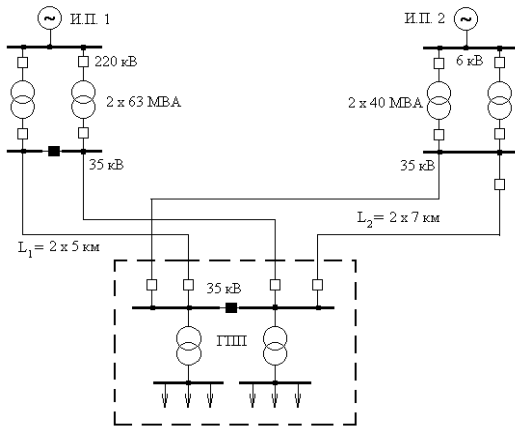 И.П. 1
И.П. 2
~
~
220 кВ
6 кВ
2 x 63 МВА
2 x 40 МВА
35 кВ
35 кВ
L1= 2 x 5 км
L2= 2 x 7 км
35 кВ
ГПП